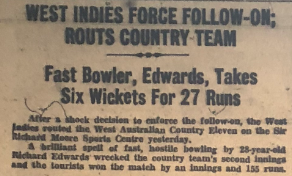 WEST INDIES FORCE FOLLOW-ON;
ROUTS COUNTRY TEAM
Fast Bowler, Edwards, Takes
Six Wickets For 27 Runs
After a shock decision to enforce the follow-on, the West
Indies routed the West Australian Country Eleven on the Sir
Richard Moore Sports Centre yesterday.
A brilliant spell of fast, hostile bowling by 28-year-old
Richard Edwards wrecked the country team's second innings
and the tourists won the match by an innings and 155 runs.